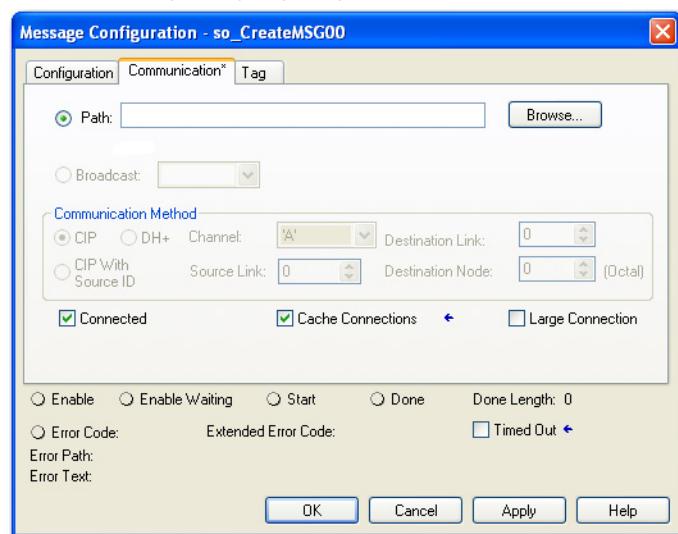 Message Configuration - so_CreateMSG00
Configuration Communication* Tag
Path: Browse...
Broadcast:
Communication Method
CIP DH+ Channel: 'A' Destination Link: 0
CIP With Source ID Source Link: 0 Destination Node: 0 (Octal)
Connected Cache Connections ← Large Connection
Enable Enable Waiting Start Done Done Length: 0
Error Code: Extended Error Code: Timed Out ←
Error Path:
Error Text:
OK Cancel Apply Help